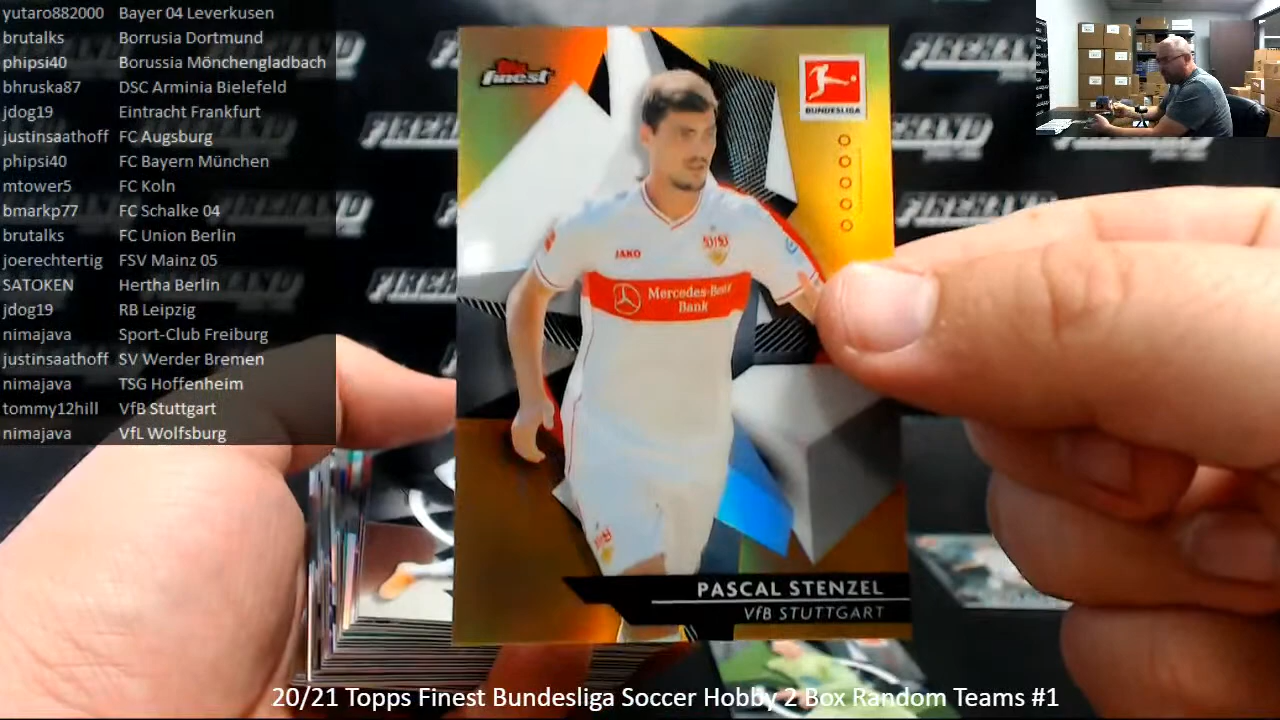 yutaro882000 Bayer 04 Leverkusen
brutalks Borrusia Dortmund
phipsi40 Borussia Mönchengladbach
bhruska87 DSC Arminia Bielefeld
jdog19 Eintracht Frankfurt
justinsaathoff FC Augsburg
phipsi40 FC Bayern München
mtower5 FC Koln
bmarkp77 FC Schalke 04
brutalks FC Union Berlin
joerechtertig FSV Mainz 05
SATOKEN Hertha Berlin
jdog19 RB Leipzig
nimajava Sport-Club Freiburg
justinsaathoff SV Werder Bremen
nimajava TSG Hoffenheim
tommy12hill VfB Stuttgart
nimajava VfL Wolfsburg
Topps Finest
BUNDESLIGA
JAKO
Mercedes-Benz
Bank
PASCAL STENZEL
VfB STUTTGART
FIREHAND
FIREHAND
FIREHAND
20/21 Topps Finest Bundesliga Soccer Hobby 2 Box Random Teams #1